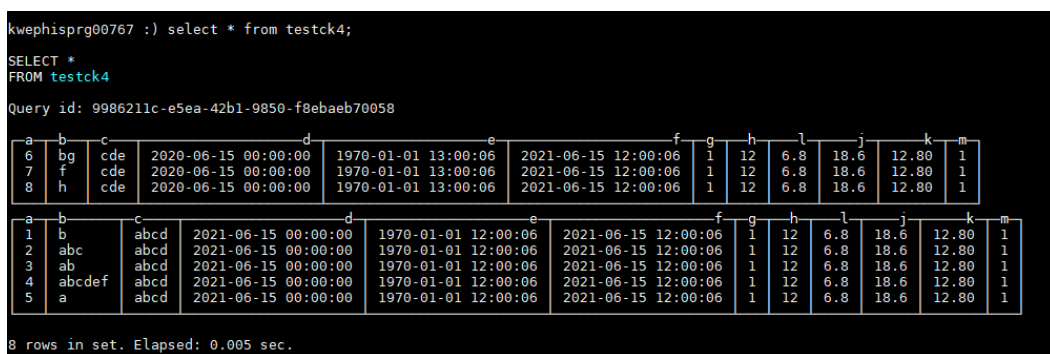 kwephisprg00767 :) select * from testck4;
SELECT *
FROM testck4
Query id: 9986211c-e5ea-42b1-9850-f8ebaeb70058
a b c d e f g h l j k m
6 bg cde 2020-06-15 00:00:00 1970-01-01 13:00:06 2021-06-15 12:00:06 1 12 6.8 18.6 12.80 1
7 f cde 2020-06-15 00:00:00 1970-01-01 13:00:06 2021-06-15 12:00:06 1 12 6.8 18.6 12.80 1
8 h cde 2020-06-15 00:00:00 1970-01-01 13:00:06 2021-06-15 12:00:06 1 12 6.8 18.6 12.80 1
a b c d e f g h l j k m
1 b abcd 2021-06-15 00:00:00 1970-01-01 12:00:06 2021-06-15 12:00:06 1 12 6.8 18.6 12.80 1
2 abc abcd 2021-06-15 00:00:00 1970-01-01 12:00:06 2021-06-15 12:00:06 1 12 6.8 18.6 12.80 1
3 ab abcd 2021-06-15 00:00:00 1970-01-01 12:00:06 2021-06-15 12:00:06 1 12 6.8 18.6 12.80 1
4 abcdef abcd 2021-06-15 00:00:00 1970-01-01 12:00:06 2021-06-15 12:00:06 1 12 6.8 18.6 12.80 1
5 a abcd 2021-06-15 00:00:00 1970-01-01 12:00:06 2021-06-15 12:00:06 1 12 6.8 18.6 12.80 1
8 rows in set. Elapsed: 0.005 sec.